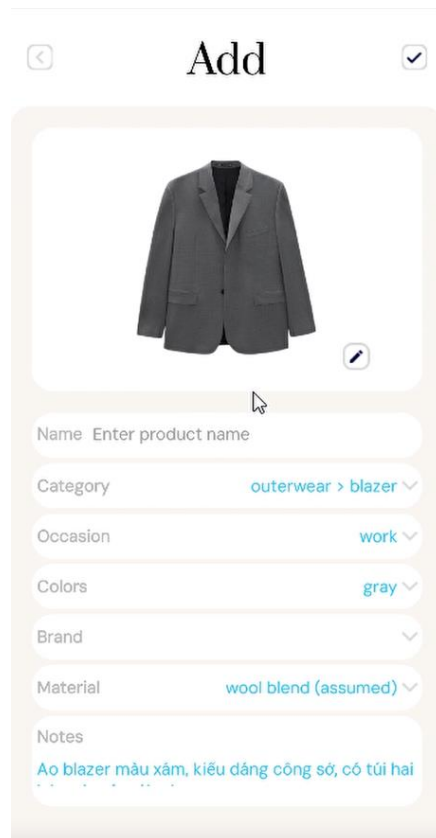 Add
Name Enter product name
Category outerwear > blazer
Occasion work
Colors gray
Brand
Material wool blend (assumed)
Notes
Ao blazer màu xám, kiểu dáng công sở, có túi hai